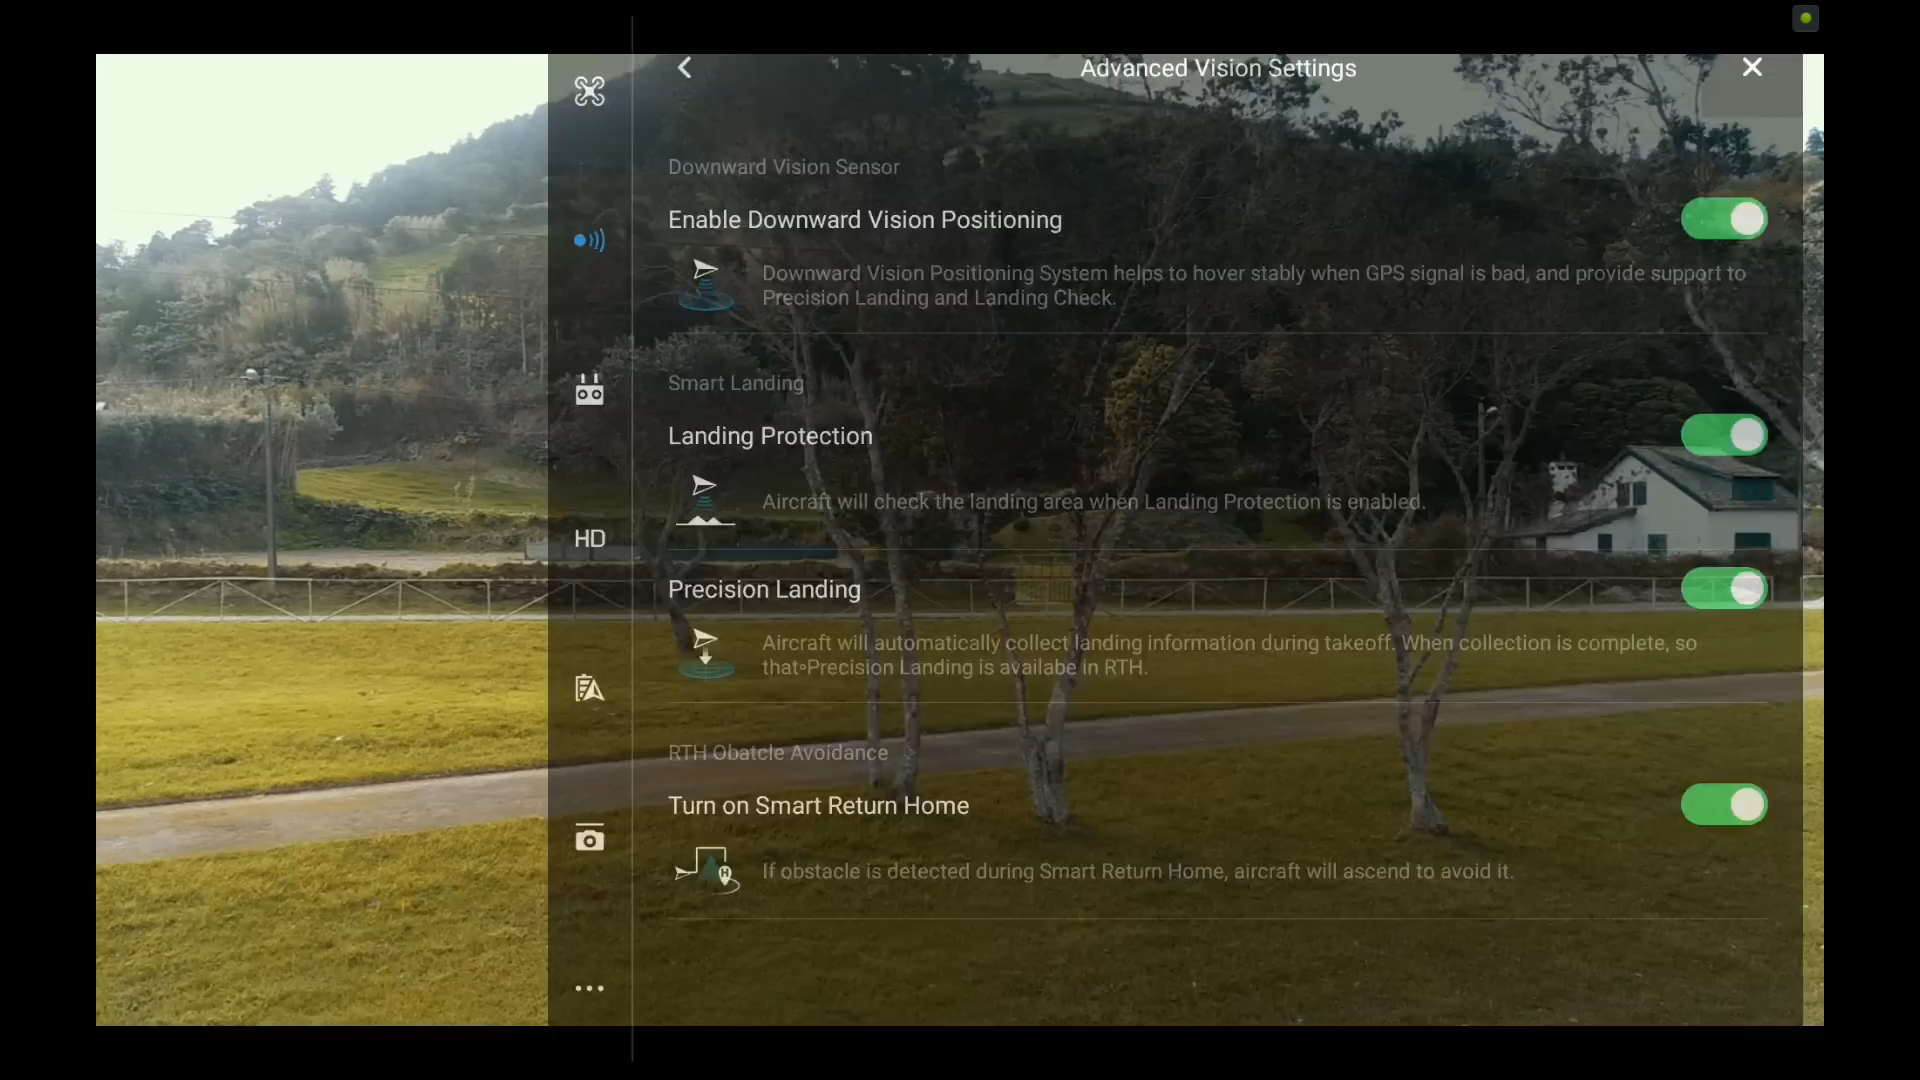 Advanced Vision Settings
Downward Vision Sensor
Enable Downward Vision Positioning
Downward Vision Positioning System helps to hover stably when GPS signal is bad, and provide support to
Precision Landing and Landing Check.
Smart Landing
Landing Protection
Aircraft will check the landing area when Landing Protection is enabled.
HD
Precision Landing
Aircraft will automatically collect landing information during takeoff. When collection is complete, so
that◦Precision Landing is availabe in RTH.
RTH Obatcle Avoidance
Turn on Smart Return Home
H
If obstacle is detected during Smart Return Home, aircraft will ascend to avoid it.